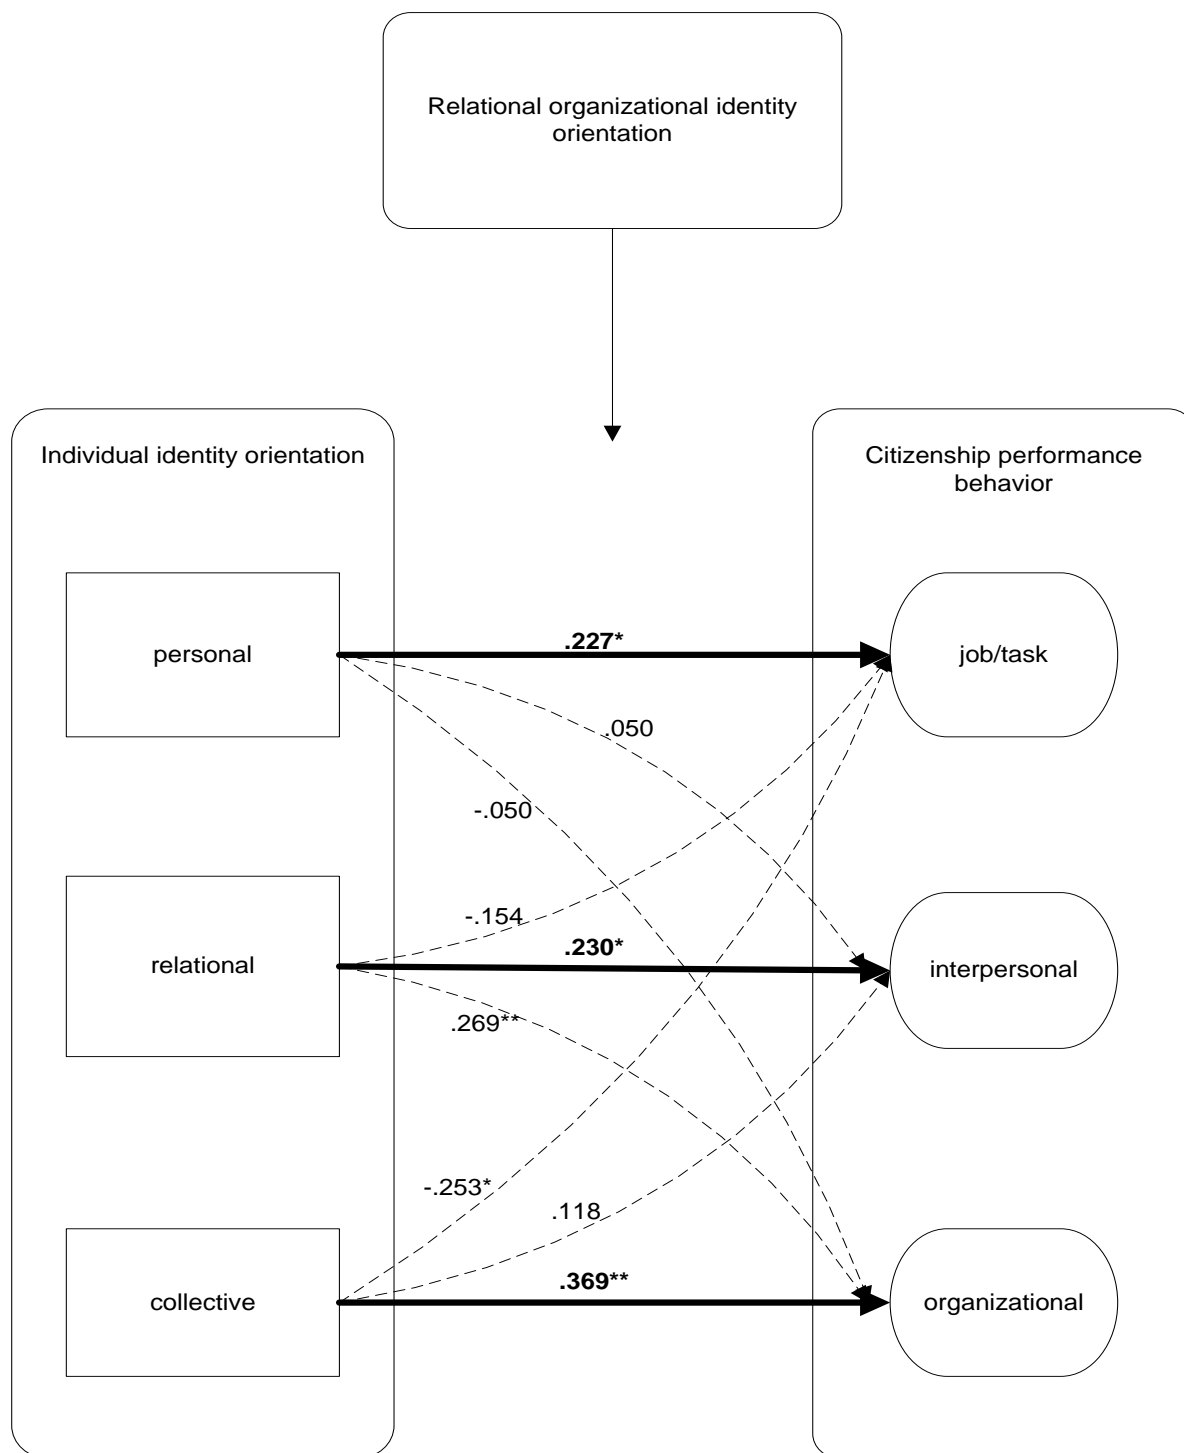 Relational organizational identity
orientation
Individual identity orientation
Citizenship performance
behavior
personal
.227*
job/task
.050
-.050
-.154
relational
.230*
interpersonal
.269**
-.253*
.118
collective
.369**
organizational